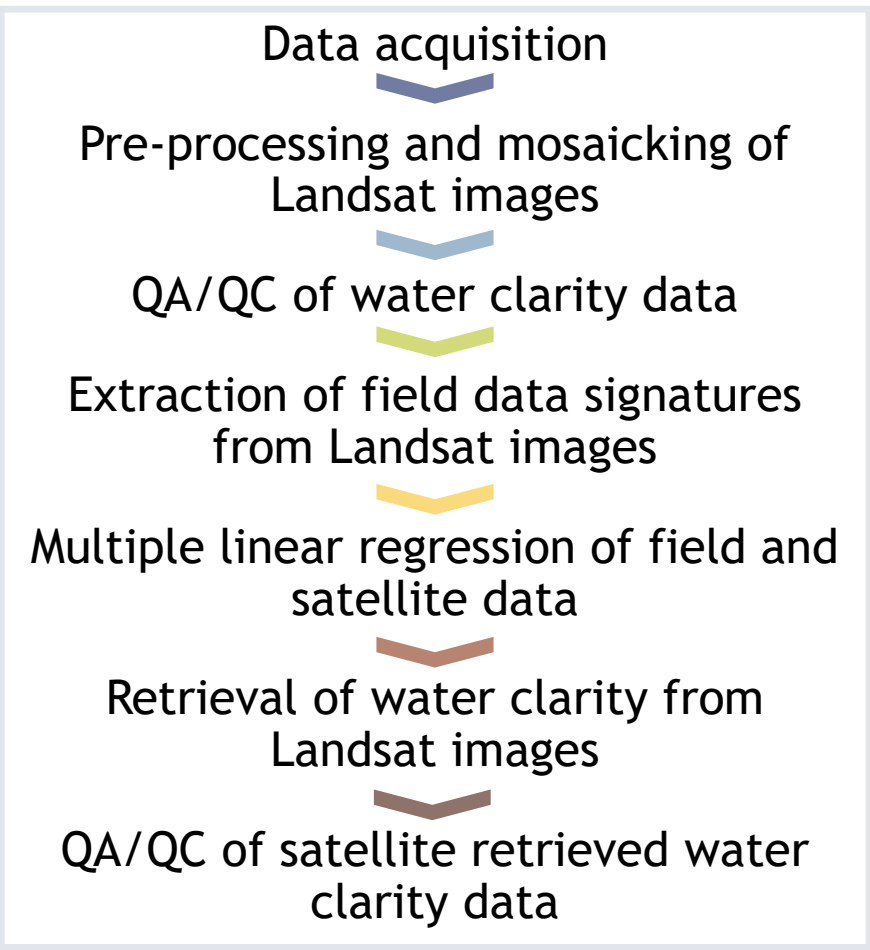 Data acquisition
Pre-processing and mosaicking of
Landsat images
QA/QC of water clarity data
Extraction of field data signatures
from Landsat images
Multiple linear regression of field and
satellite data
Retrieval of water clarity from
Landsat images
QA/QC of satellite retrieved water
clarity data